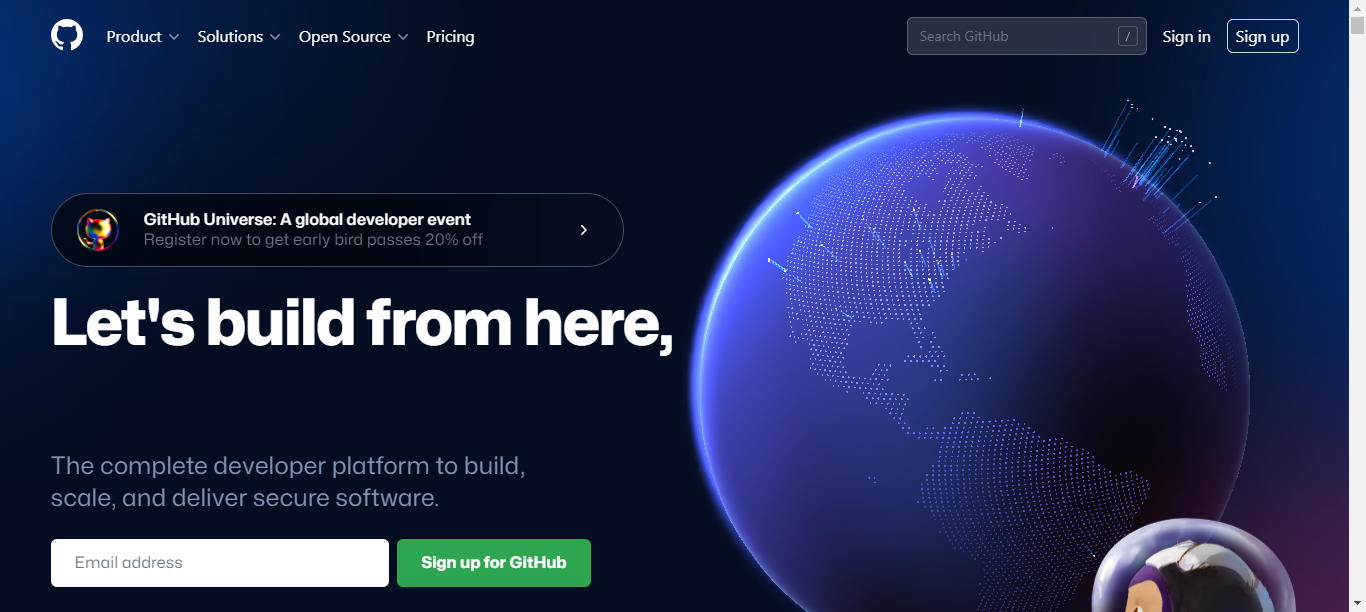 Product Solutions Open Source Pricing Search GitHub / Sign in Sign up
GitHub Universe: A global developer event
Register now to get early bird passes 20% off
Let's build from here,
The complete developer platform to build,
scale, and deliver secure software.
Email address Sign up for GitHub